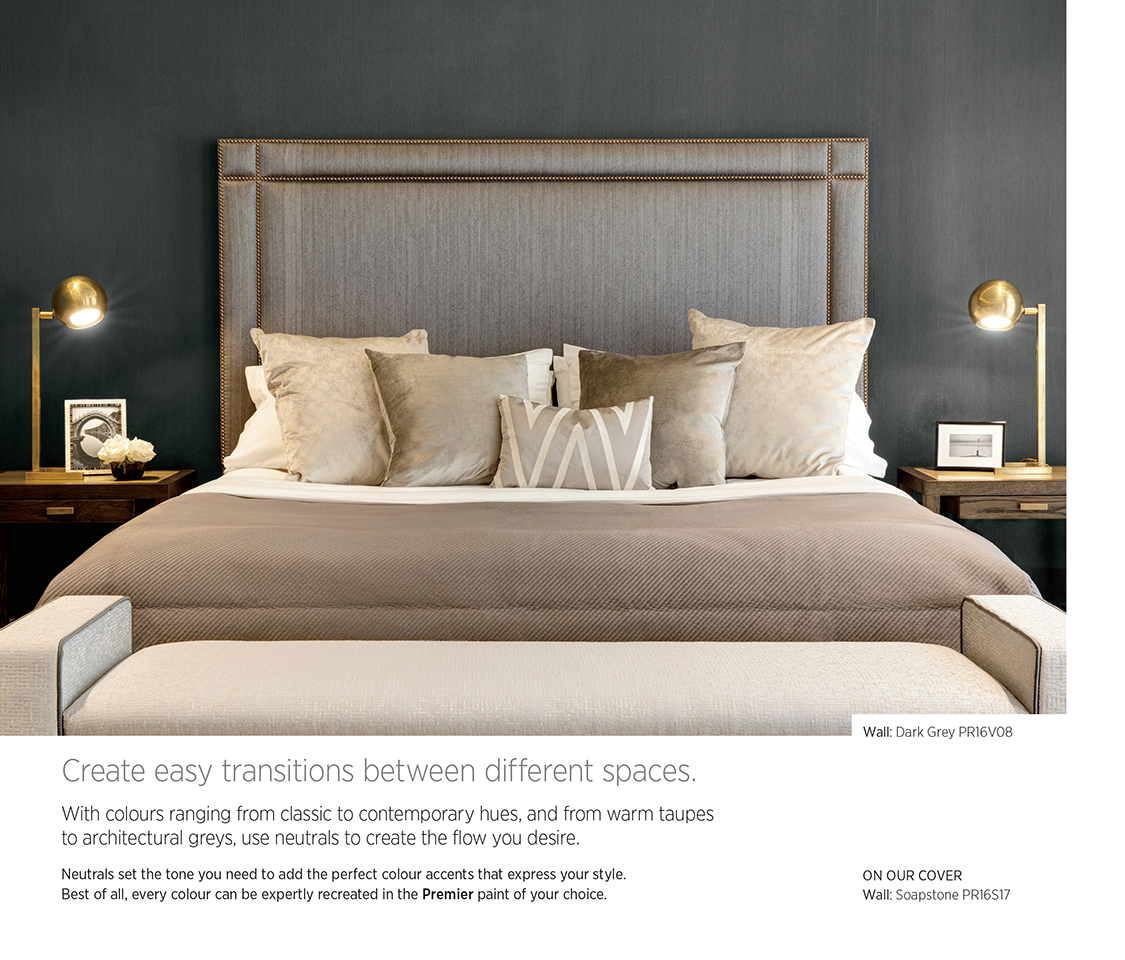 Wall: Dark Grey PR16V08
Create easy transitions between different spaces.
With colours ranging from classic to contemporary hues, and from warm taupes
to architectural greys, use neutrals to create the flow you desire.
Neutrals set the tone you need to add the perfect colour accents that express your style.
Best of all, every colour can be expertly recreated in the Premier paint of your choice.
ON OUR COVER
Wall: Soapstone PR16S17